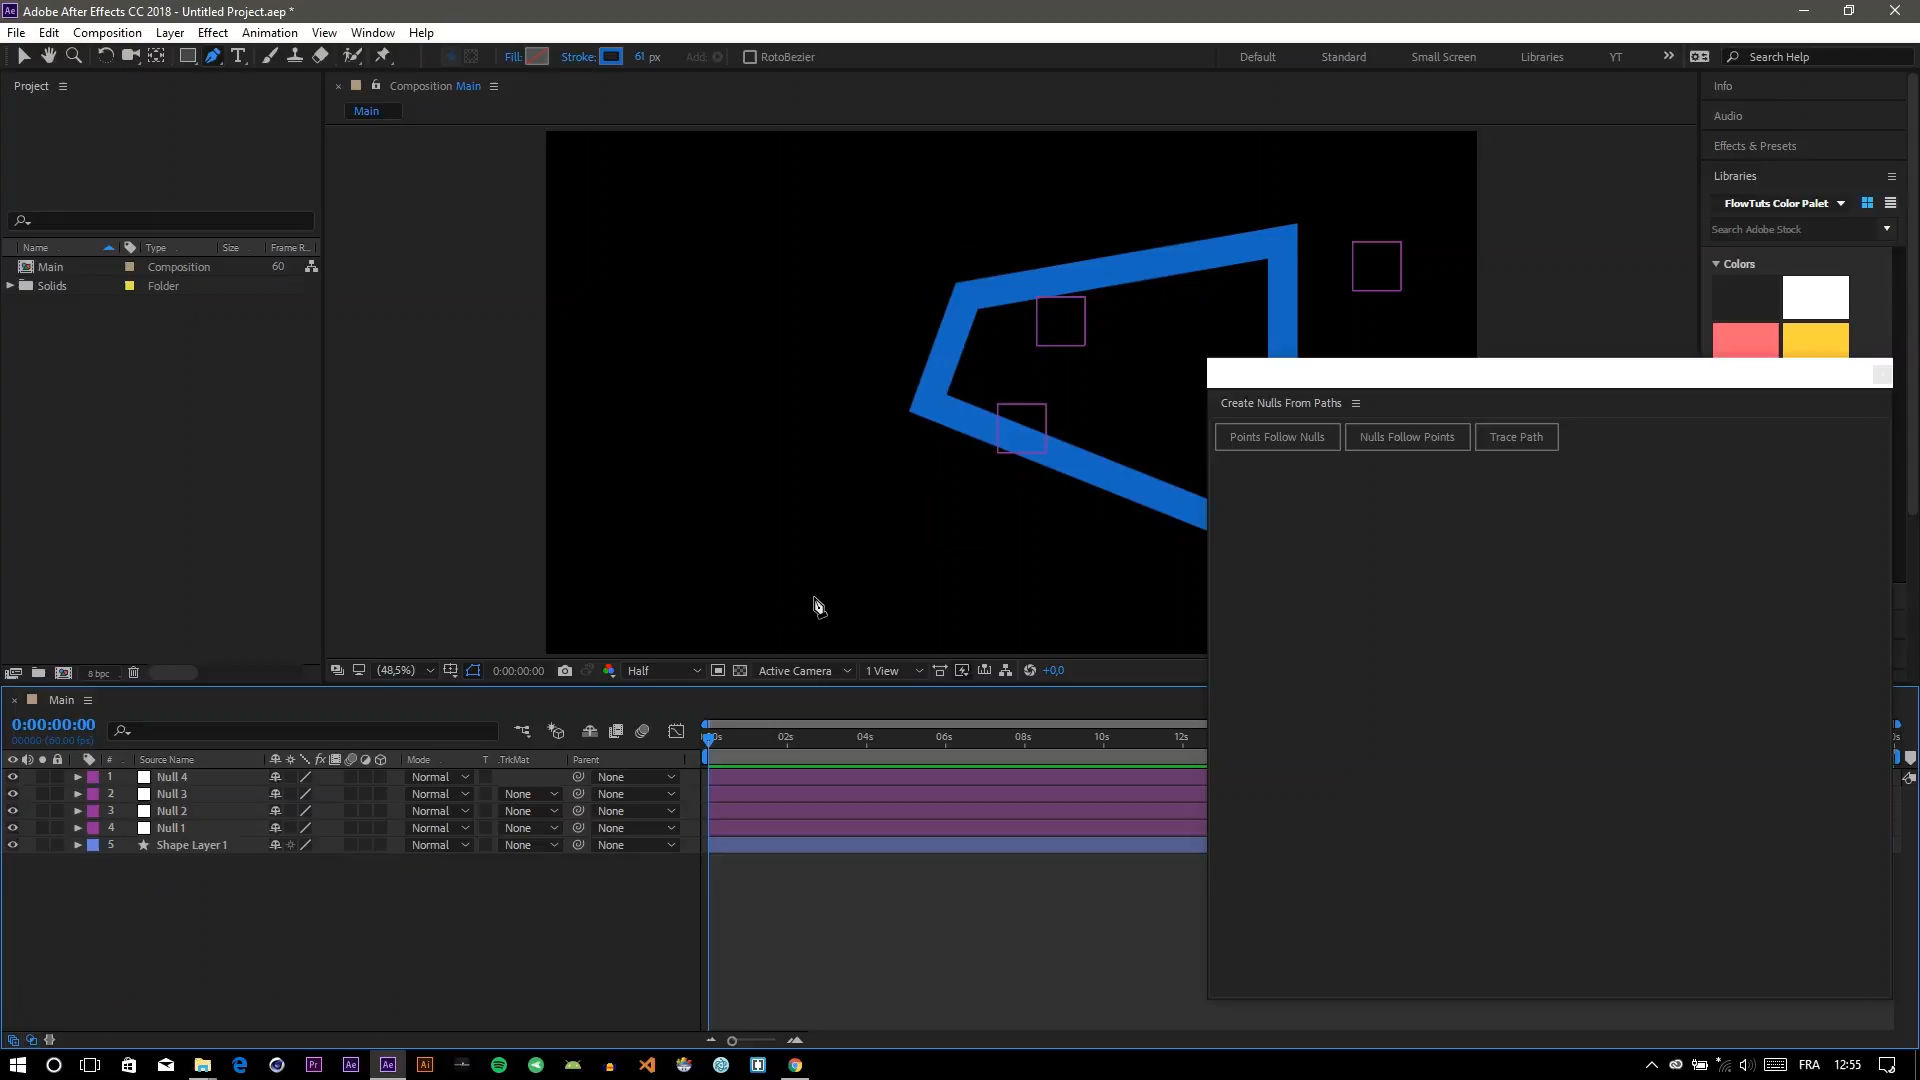 Ae Adobe After Effects CC 2018 - Untitled Project.aep *
File Edit Composition Layer Effect Animation View Window Help
Fill: Stroke: 61 px Add: RotoBezier Default Standard Small Screen Libraries YT Search Help
Project
Composition Main
Main
Info
Audio
Effects & Presets
Libraries
FlowTuts Color Palet
Search Adobe Stock
Colors
Name Type Size Frame R...
Main Composition 60
Solids Folder
Create Nulls From Paths
Points Follow Nulls Nulls Follow Points Trace Path
8 bpc
(48,5%) 0:00:00:00 Half Active Camera 1 View +0,0
Main
0:00:00:00
00000 (60.00 fps)
02s 04s 06s 08s 10s 12s
# Source Name fx Mode T .TrkMat Parent
1 Null 4 Normal None
2 Null 3 Normal None None
3 Null 2 Normal None None
4 Null 1 Normal None None
5 Shape Layer 1 Normal None None
Pr Ae Ae Ai FRA 12:55